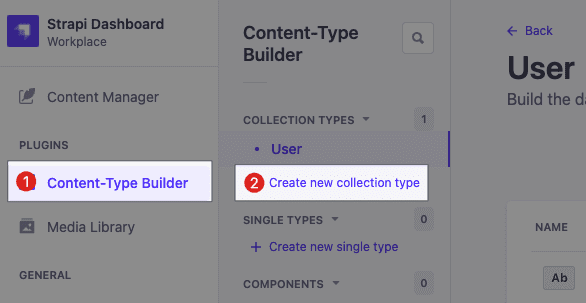 Strapi Dashboard
Workplace
Content Manager
PLUGINS
1 Content-Type Builder
Media Library
GENERAL
Content-Type
Builder
COLLECTION TYPES 1
User
2 Create new collection type
SINGLE TYPES 0
+ Create new single type
COMPONENTS 0
← Back
User
Build the da
NAME
Ab